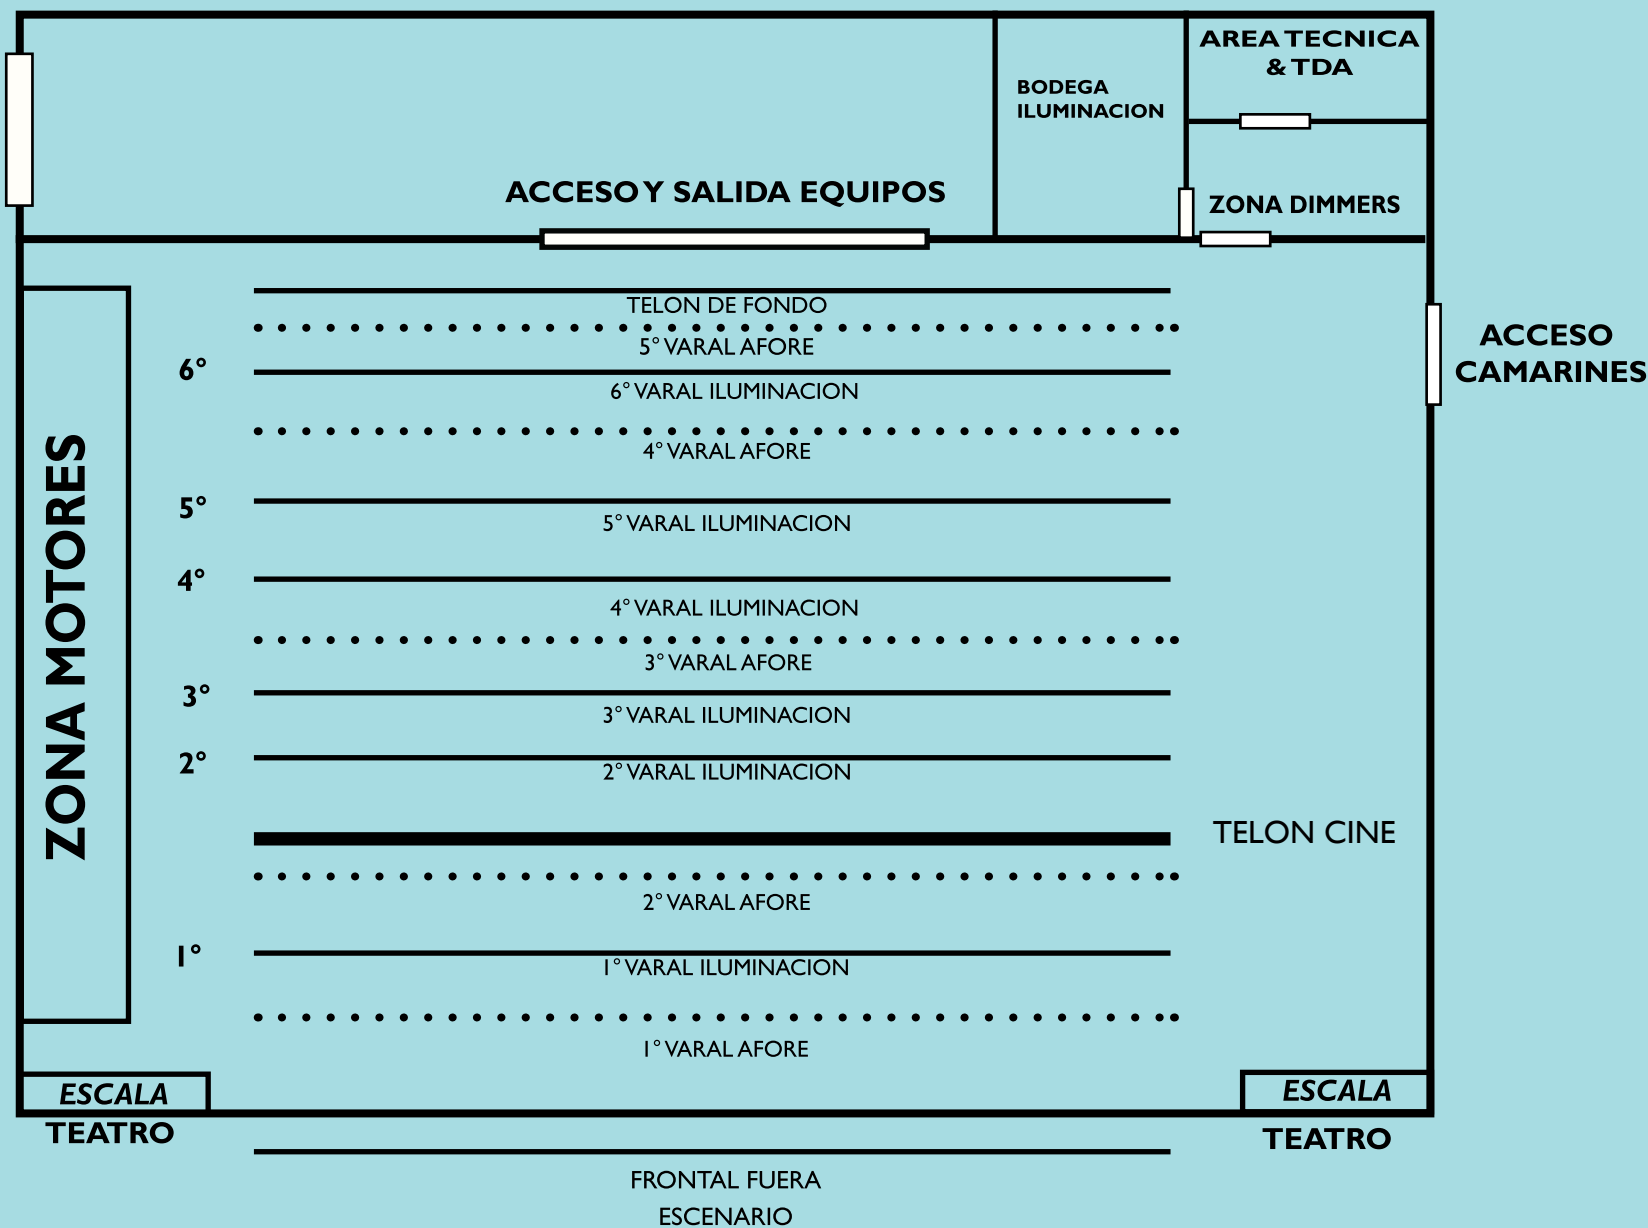 AREA TECNICA
& TDA
BODEGA
ILUMINACION
ACCESO Y SALIDA EQUIPOS
ZONA DIMMERS
TELON DE FONDO
ACCESO
CAMARINES
5° VARAL AFORE
6°
6° VARAL ILUMINACION
ZONA MOTORES
4° VARAL AFORE
5°
5° VARAL ILUMINACION
4°
4° VARAL ILUMINACION
3° VARAL AFORE
3°
3° VARAL ILUMINACION
2°
2° VARAL ILUMINACION
TELON CINE
2° VARAL AFORE
1°
1° VARAL ILUMINACION
1° VARAL AFORE
ESCALA
TEATRO
ESCALA
TEATRO
FRONTAL FUERA
ESCENARIO